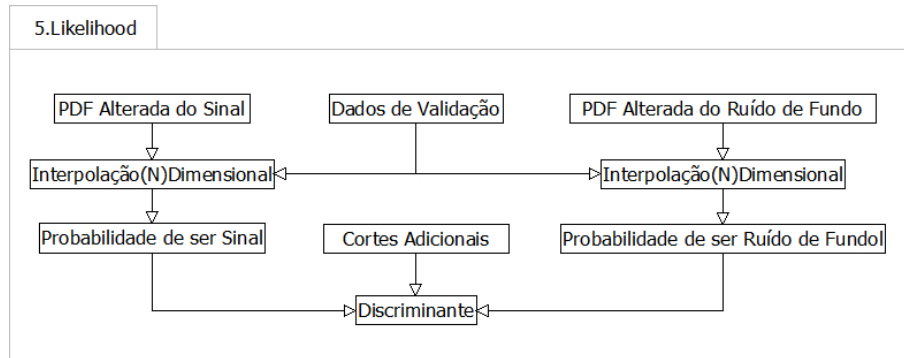 5.Likelihood
PDF Alterada do Sinal
Dados de Validação
PDF Alterada do Ruído de Fundo
Interpolação(N)Dimensional
Interpolação(N)Dimensional
Probabilidade de ser Sinal
Cortes Adicionais
Probabilidade de ser Ruído de Fundol
Discriminante